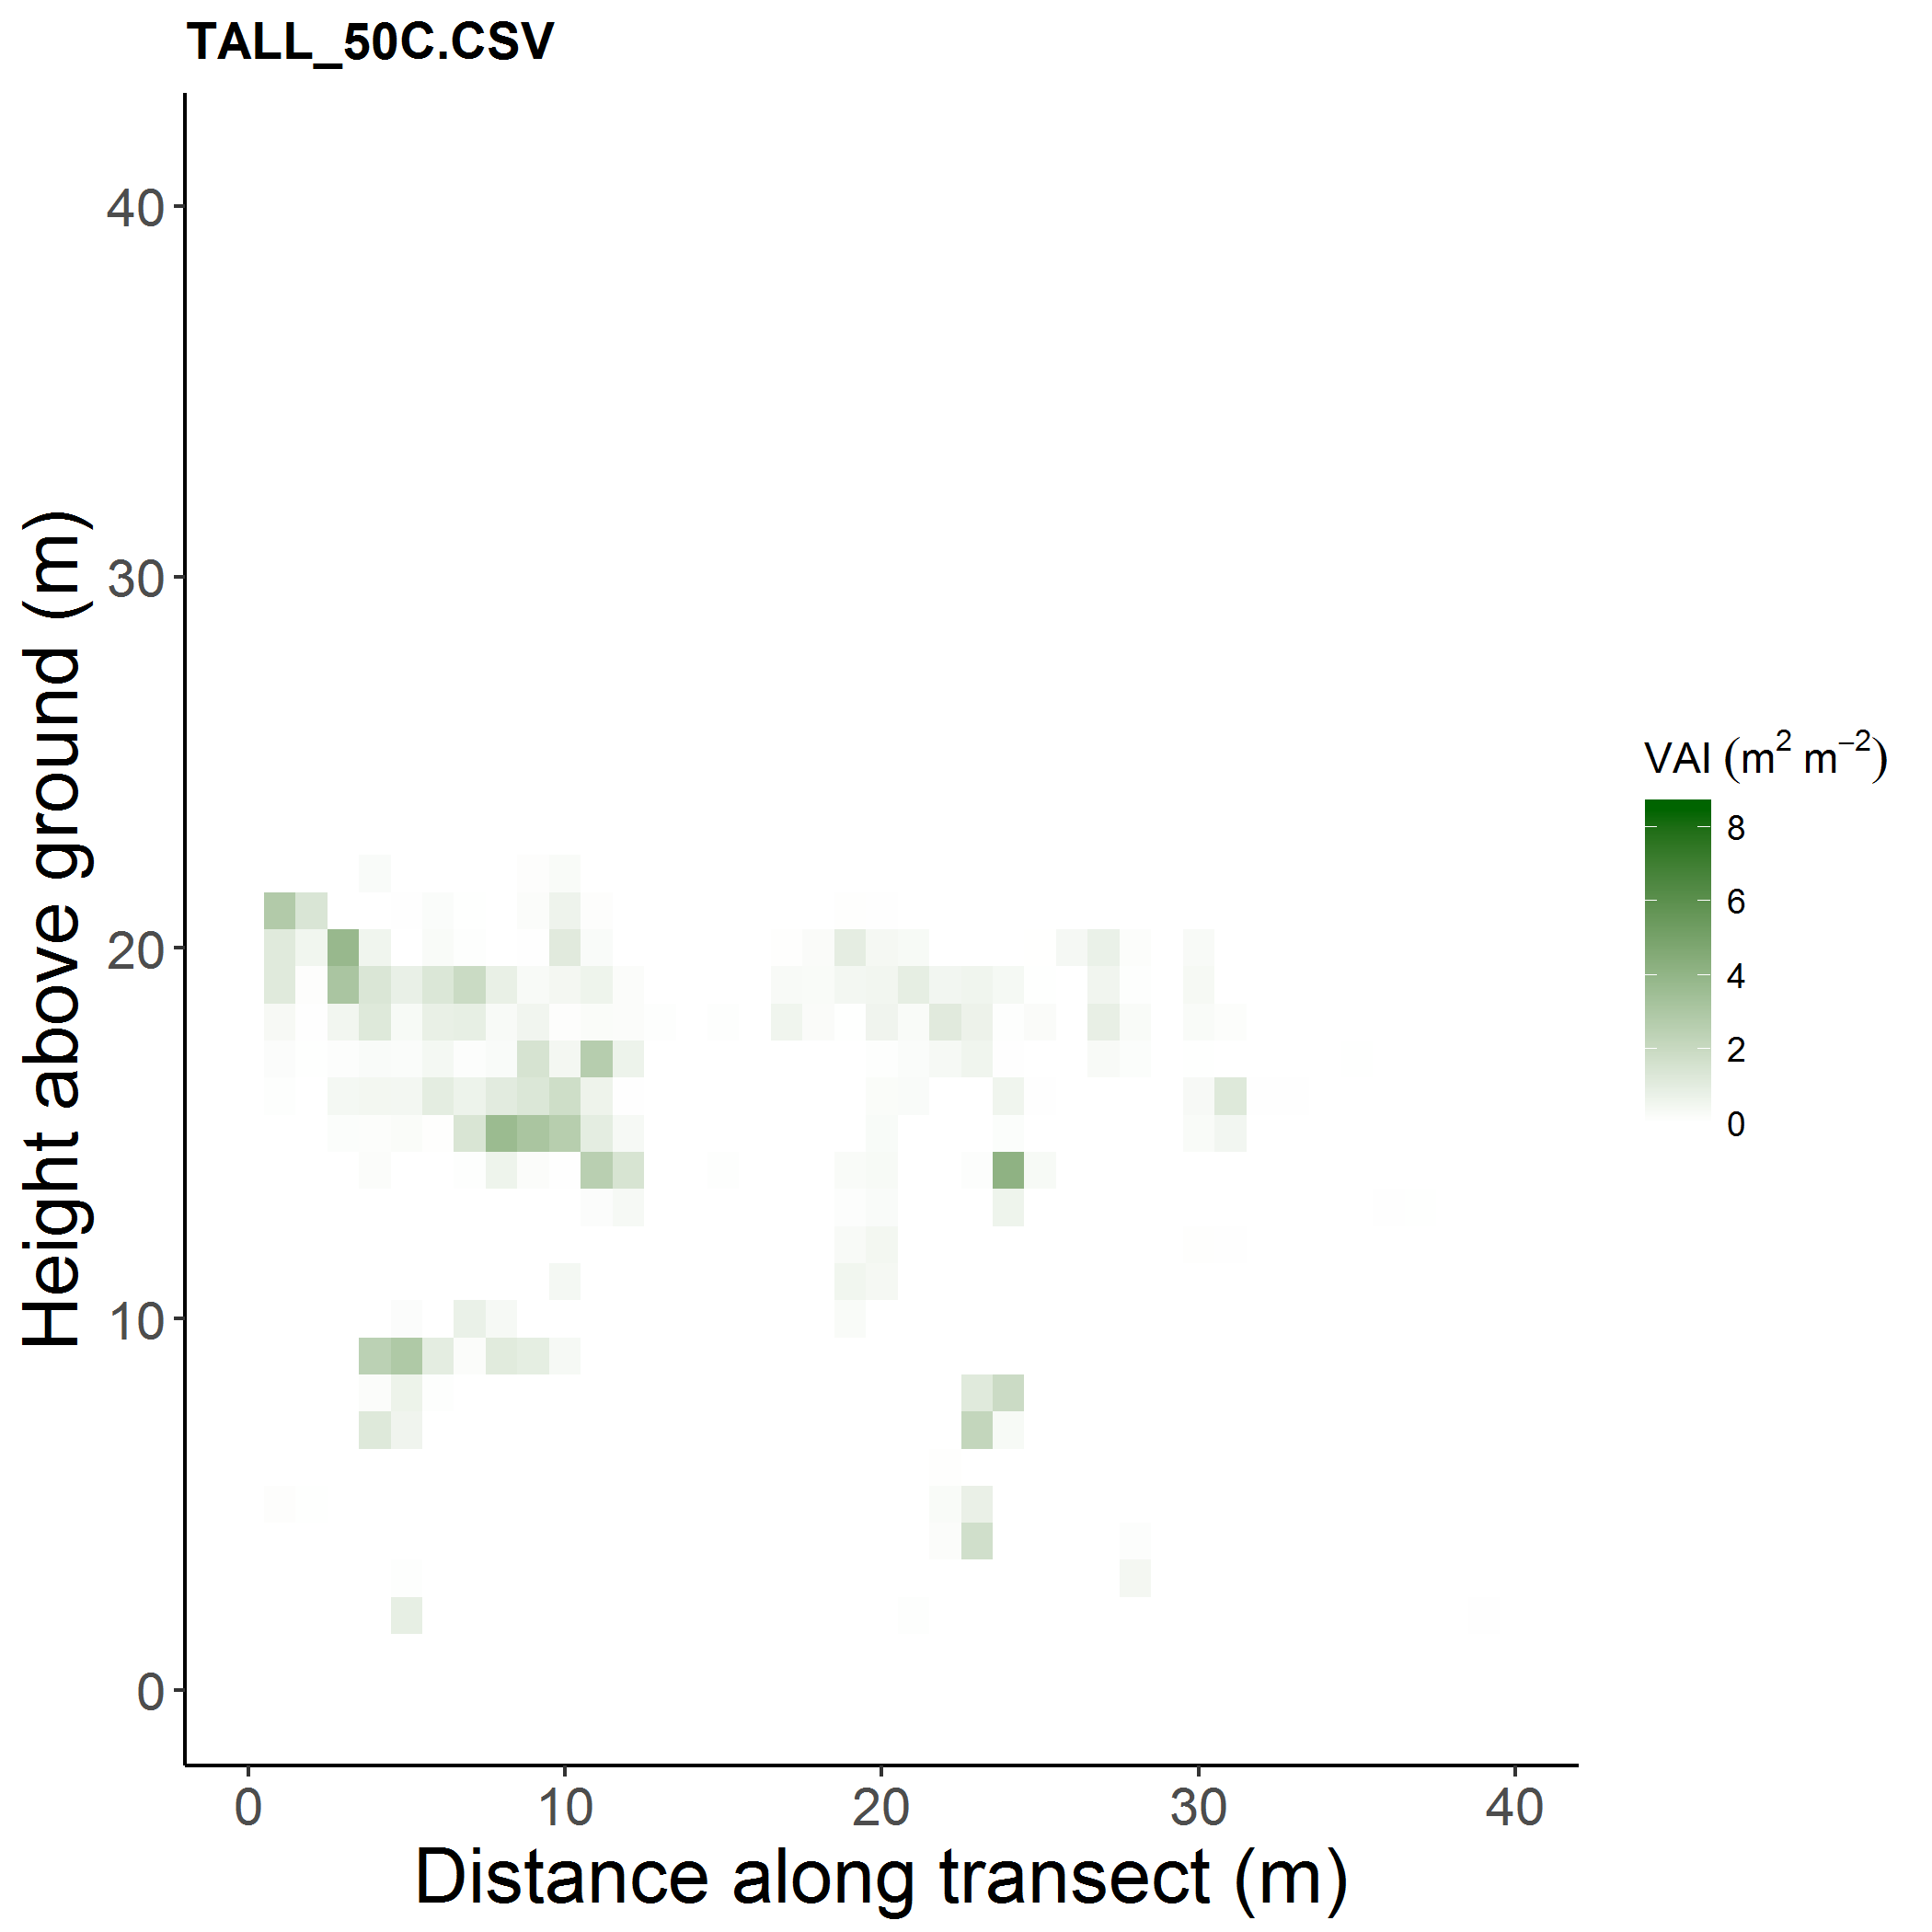 TALL_50C.CSV
Height above ground (m)
40
30
20
10
0
0 10 20 30 40
Distance along transect (m)
VAI (m² m⁻²)
8
6
4
2
0